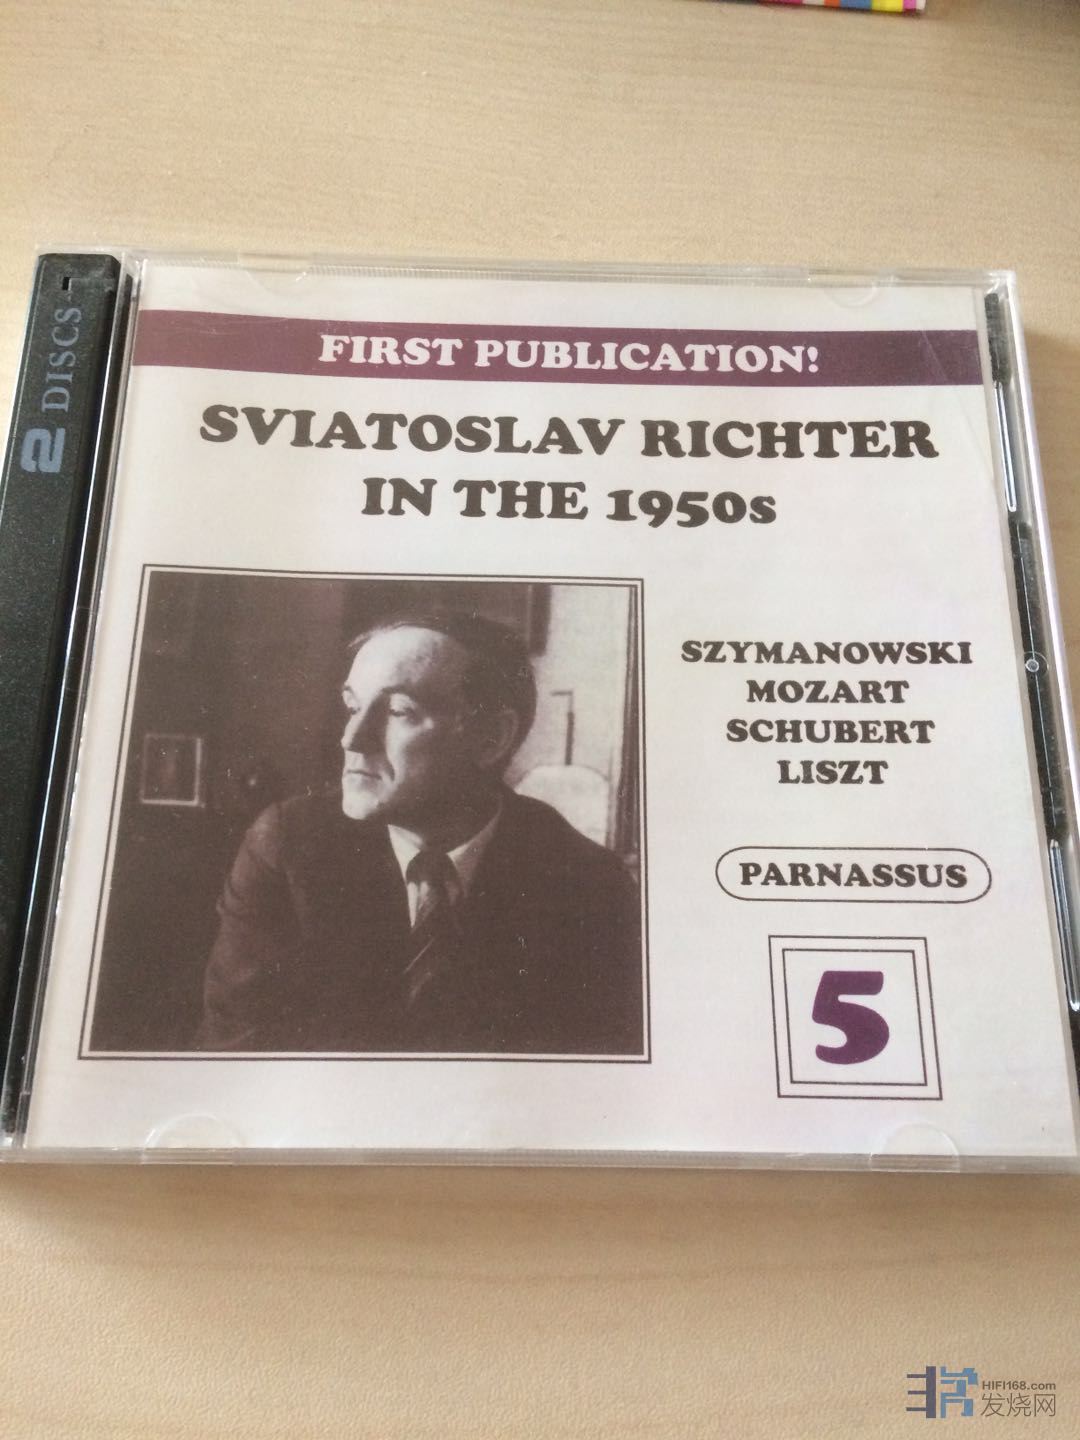 2 DISCS
FIRST PUBLICATION!
SVIATOSLAV RICHTER
IN THE 1950s
SZYMANOWSKI
MOZART
SCHUBERT
LISZT
PARNASSUS
5
HIFI168.com
发烧网